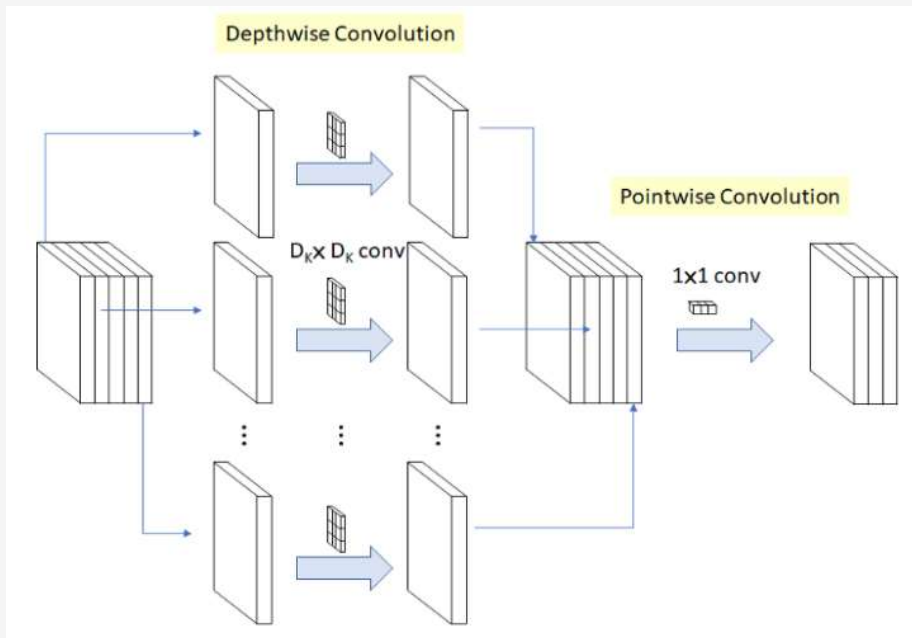 Depthwise Convolution
Pointwise Convolution
Dₖx Dₖ conv
1x1 conv